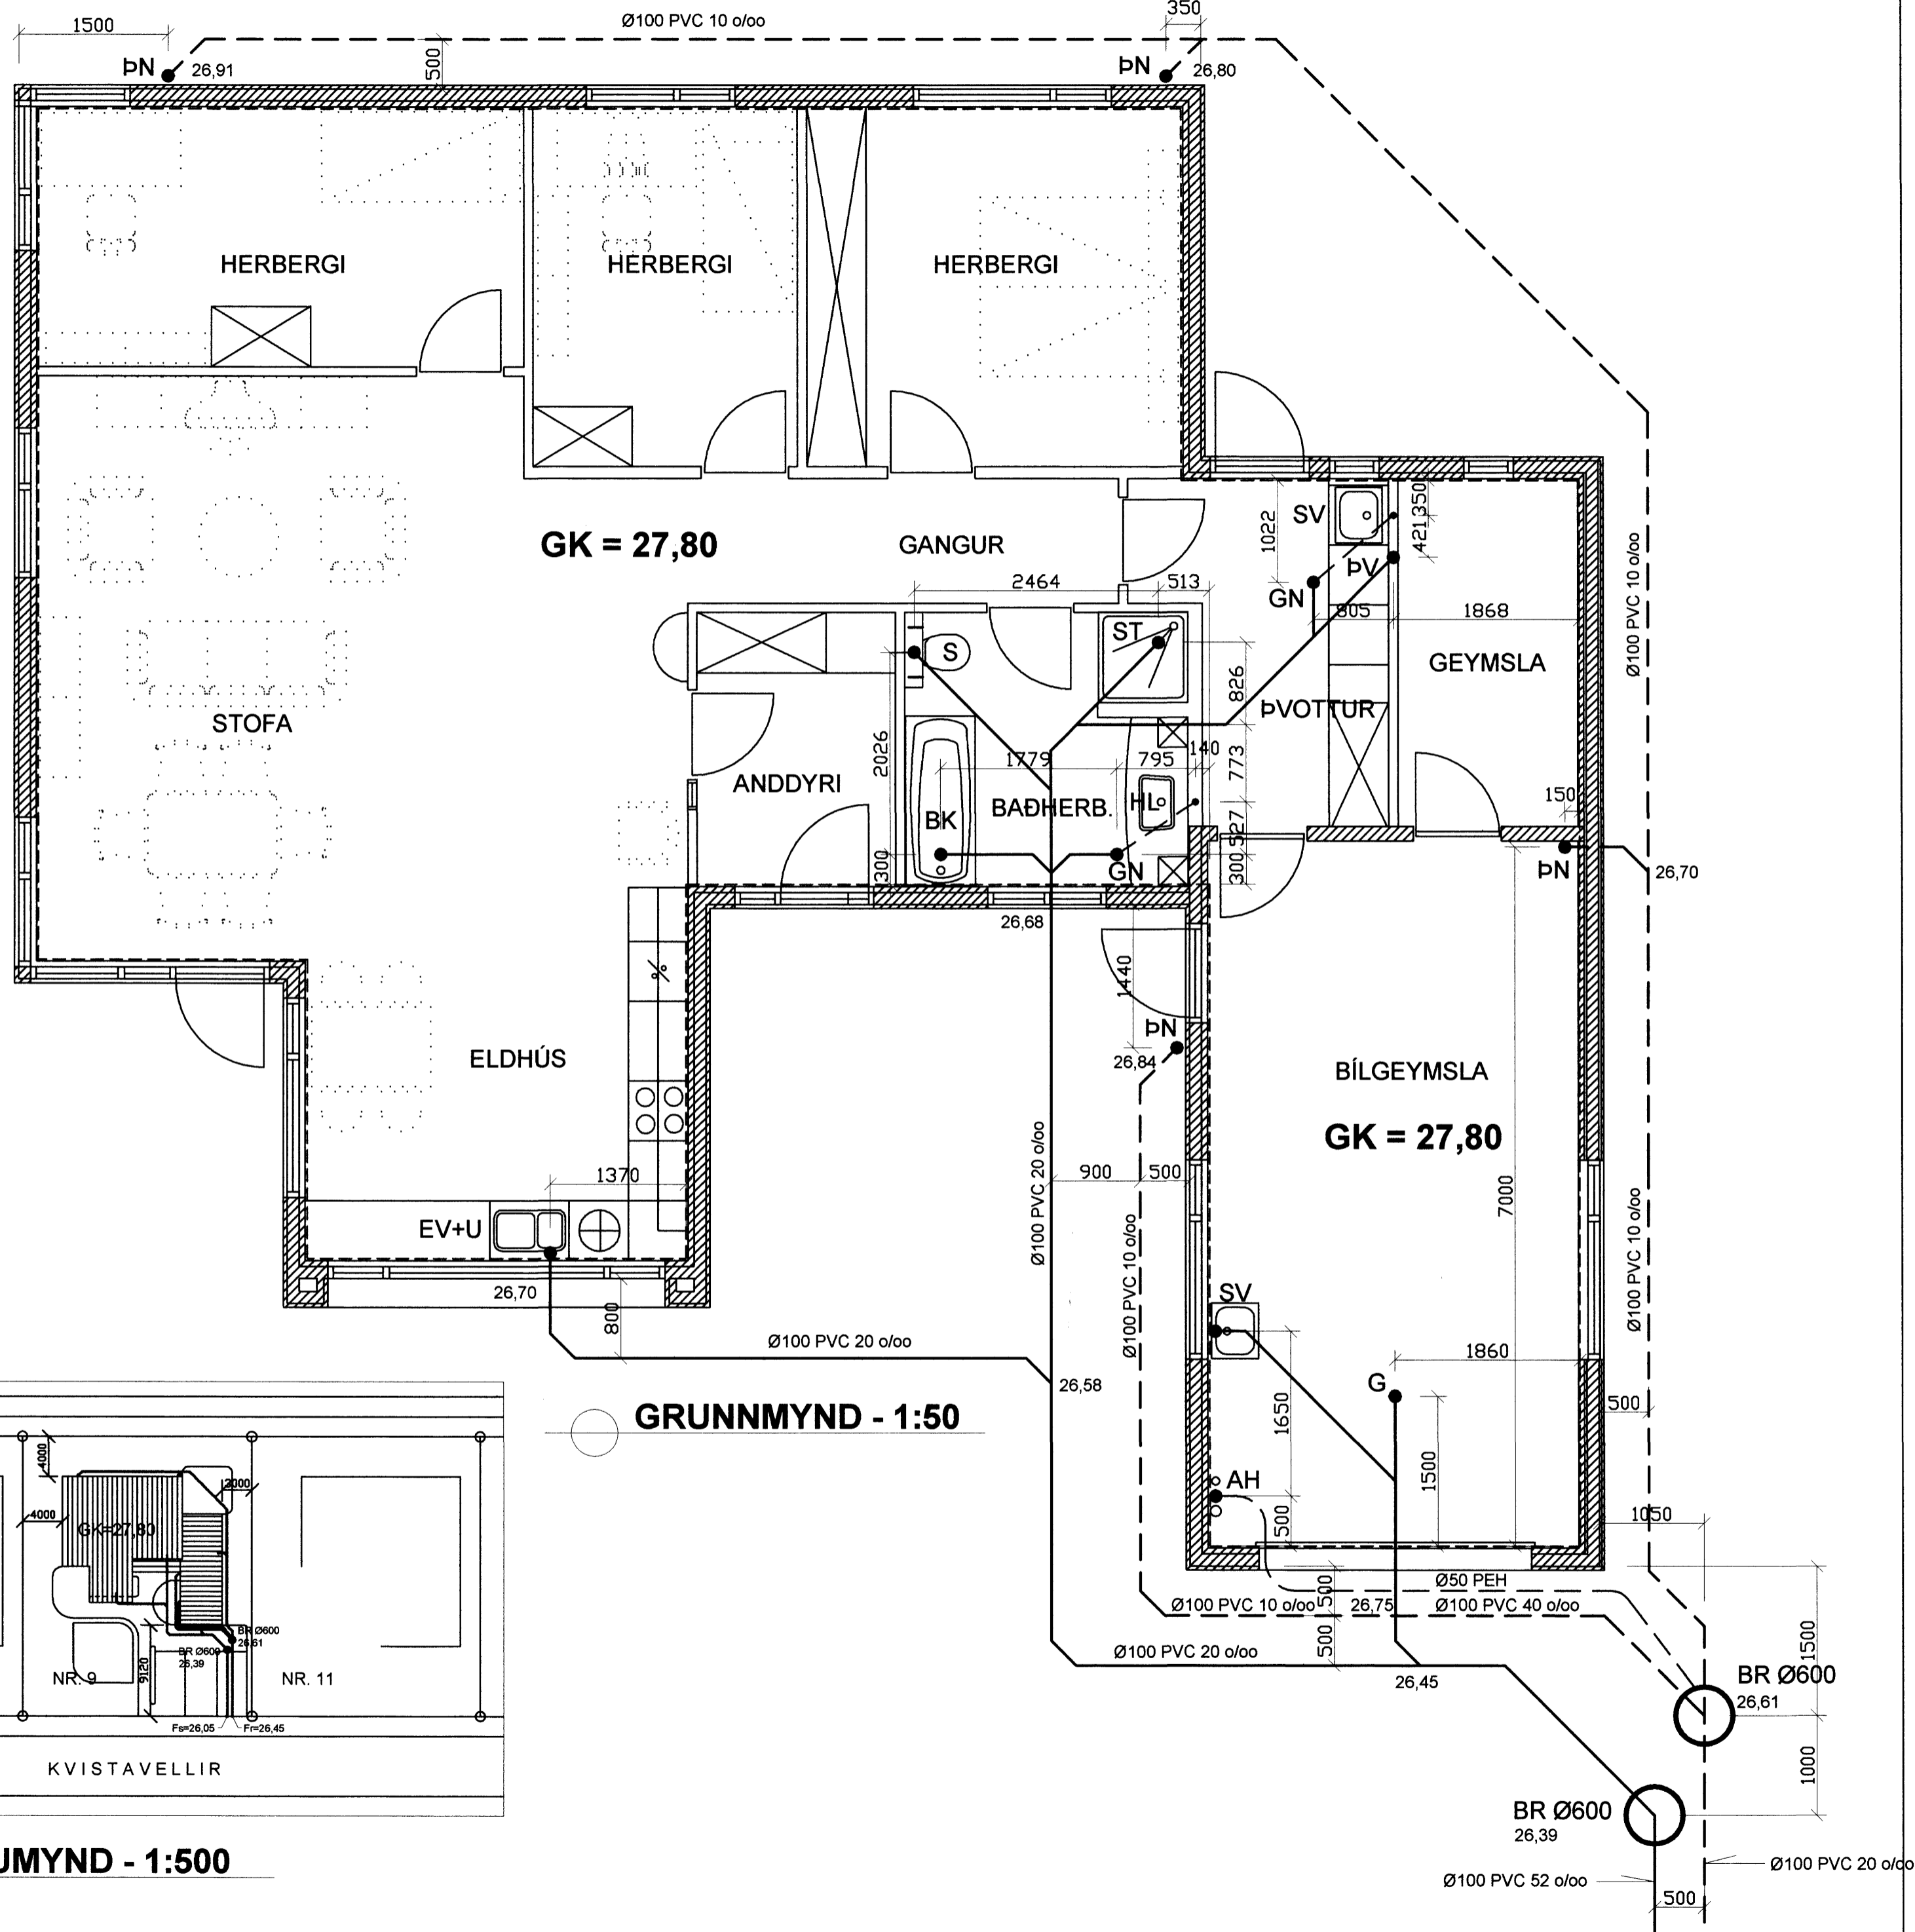 1500
Ø100 PVC 10 o/oo
350
ÞN
26,91
500
ÞN
26,80
HERBERGI
HERBERGI
HERBERGI
GK = 27,80
GANGUR
1022
SV
350
421
ÞV
GN
805
1868
Ø100 PVC 10 o/oo
2464
513
ST
S
826
GEYMSLA
STOFA
ÞVOTTUR
2026
1779
795
140
773
ANDDYRI
BK
BAÐHERB.
HL
527
150
300
GN
300
ÞN
26,70
26,68
1440
ÞN
26,84
ELDHÚS
BÍLGEYMSLA
GK = 27,80
Ø100 PVC 20 o/oo
900
500
1370
7000
EV+U
26,70
800
Ø100 PVC 10 o/oo
Ø100 PVC 10 o/oo
SV
Ø100 PVC 20 o/oo
26,58
1860
G
500
GRUNNMYND - 1:50
1650
1500
AH
500
1050
Ø50 PEH
500
Ø100 PVC 10 o/oo
26,75
Ø100 PVC 40 o/oo
500
Ø100 PVC 20 o/oo
26,45
1500
BR Ø600
26,61
1000
BR Ø600
26,39
Ø100 PVC 20 o/oo
Ø100 PVC 52 o/oo
500
4000
3000
4000
GK=27,80
BR Ø600
26,61
BR Ø600
26,39
9120
NR. 9
NR. 11
Fs=26,05
Fr=26,45
KVISTAVELLIR
UMYND - 1:500